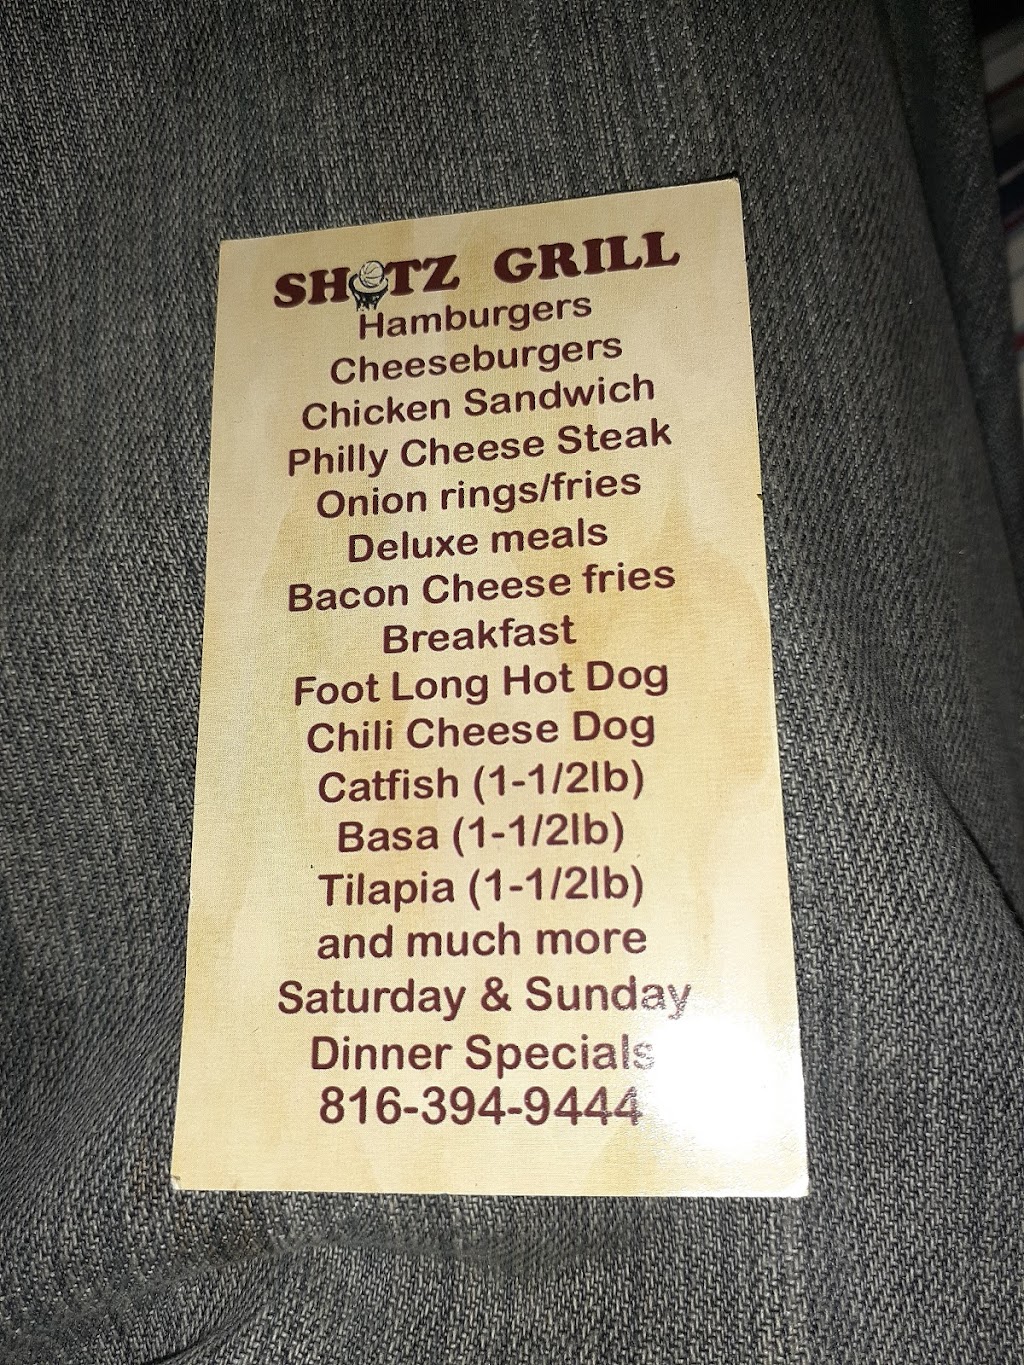 SHOTZ GRILL
Hamburgers
Cheeseburgers
Chicken Sandwich
Philly Cheese Steak
Onion rings/fries
Deluxe meals
Bacon Cheese fries
Breakfast
Foot Long Hot Dog
Chili Cheese Dog
Catfish (1-1/2lb)
Basa (1-1/2lb)
Tilapia (1-1/2lb)
and much more
Saturday & Sunday
Dinner Specials
816-394-9444